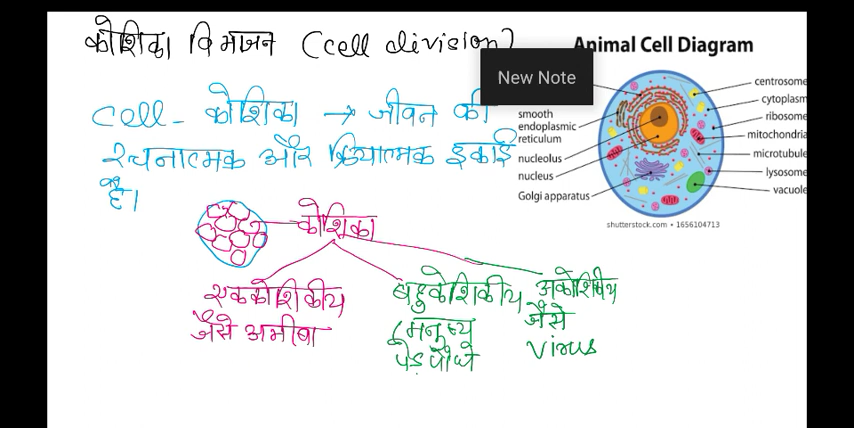 कोशिका विभाजन (cell division)
Animal Cell Diagram
New Note
cell - कोशिका → जीवन की
रचनात्मक और क्रियात्मक इकाई
है।
smooth
endoplasmic
reticulum
nucleolus
nucleus
Golgi apparatus
centrosome
cytoplasm
ribosome
mitochondria
microtubule
lysosome
vacuole
shutterstock.com • 1656104713
कोशिका
एककोशिकीय
जैसे अमीबा
बहुकोशिकीय
(मनुष्य
पेड़ पौधे
अकोशिकीय
जैसे
virus